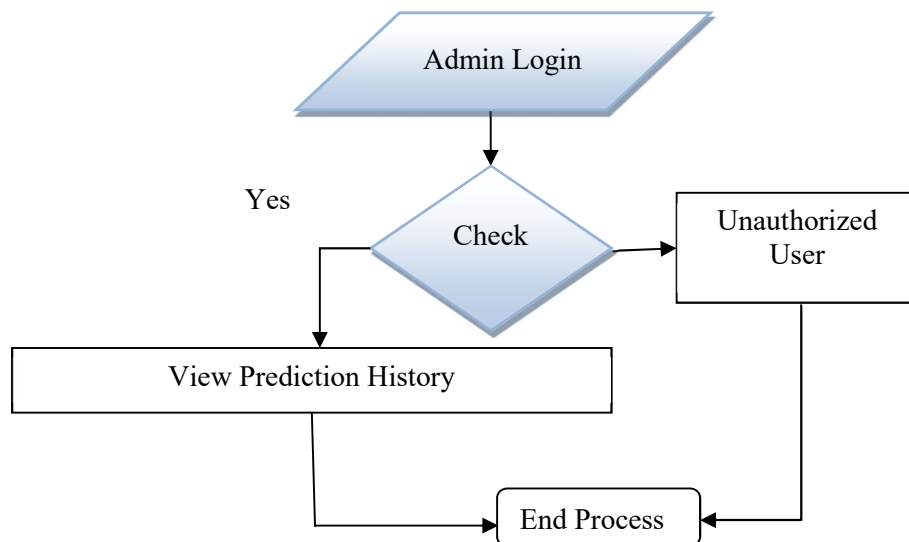 Admin Login
Yes
Check
Unauthorized
User
View Prediction History
End Process